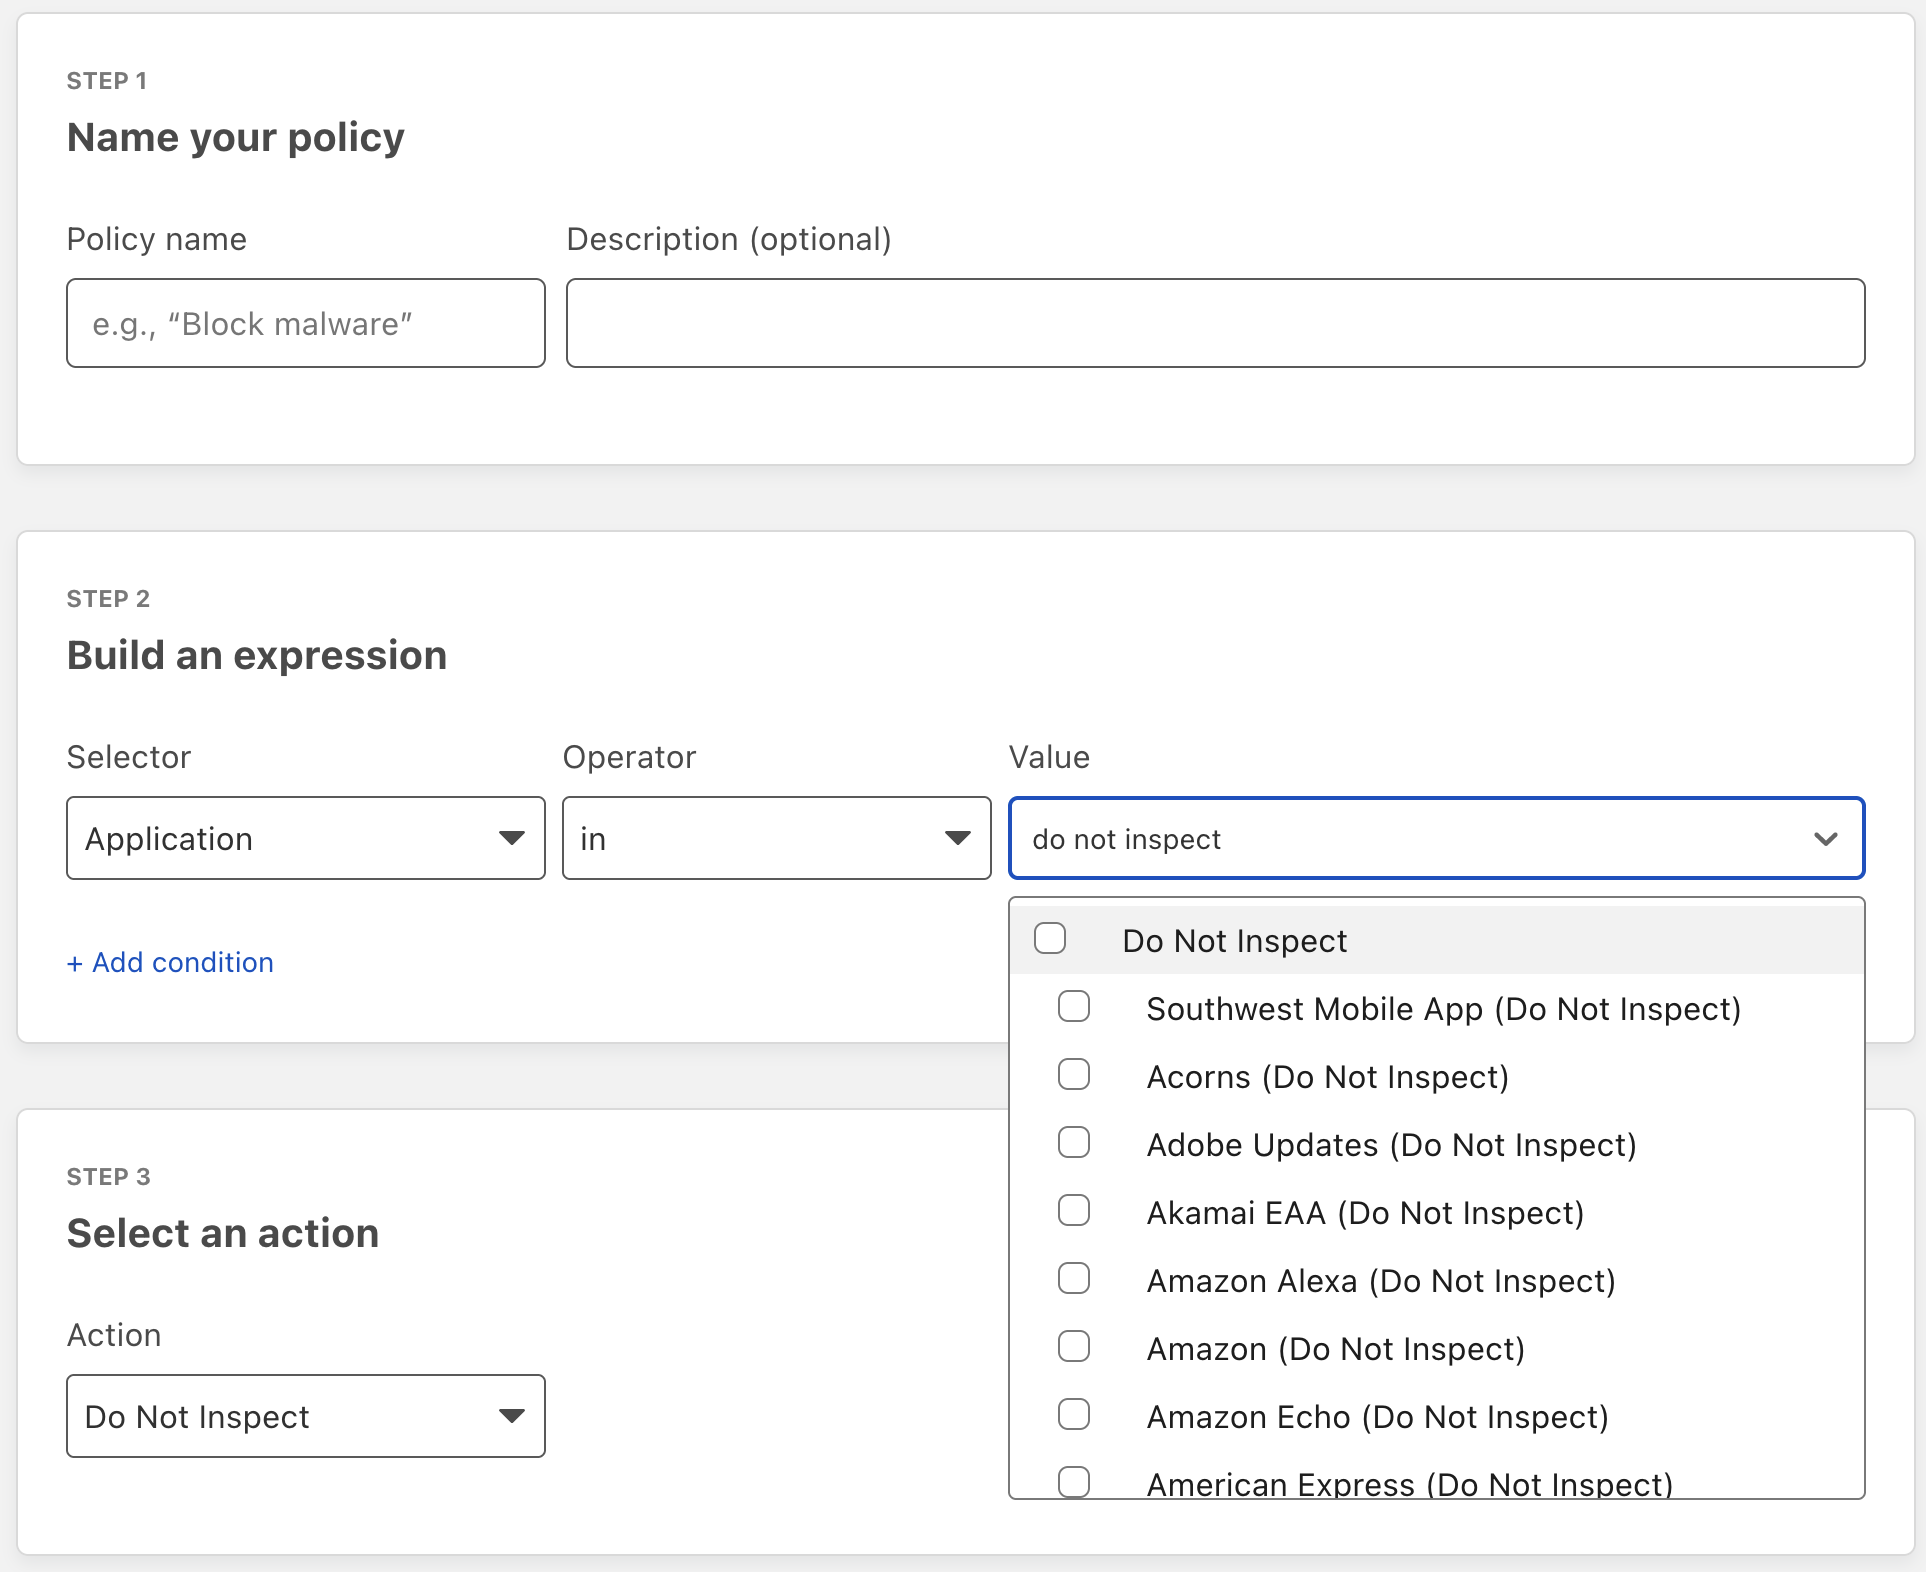 STEP 1
Name your policy
Policy name
Description (optional)
e.g., “Block malware”
STEP 2
Build an expression
Selector
Operator
Value
Application
in
do not inspect
+ Add condition
Do Not Inspect
Southwest Mobile App (Do Not Inspect)
Acorns (Do Not Inspect)
Adobe Updates (Do Not Inspect)
Akamai EAA (Do Not Inspect)
Amazon Alexa (Do Not Inspect)
Amazon (Do Not Inspect)
Amazon Echo (Do Not Inspect)
American Express (Do Not Inspect)
STEP 3
Select an action
Action
Do Not Inspect